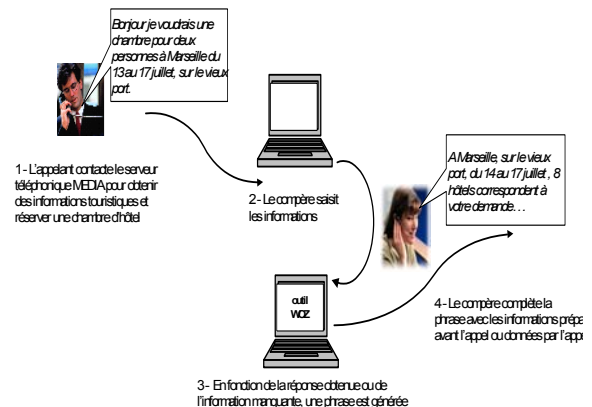 Bonjour je voudrais une
chambre pour deux
personnes à Marseille du
13 au 17 juillet, sur le vieux
port.
1 - L'appelant contacte le serveur
téléphonique MEDIA pour obtenir
des informations touristiques et
réserver une chambre d'hôtel
2 - Le compère saisit
les informations
A Marseille, sur le vieux
port, du 14 au 17 juillet, 8
hôtels correspondent à
votre demande…
outil
WOZ
4 - Le compère complète la
phrase avec les informations prépa
avant l'appel ou données par l'appe
3 - En fonction de la réponse obtenue ou de
l'information manquante, une phrase est générée